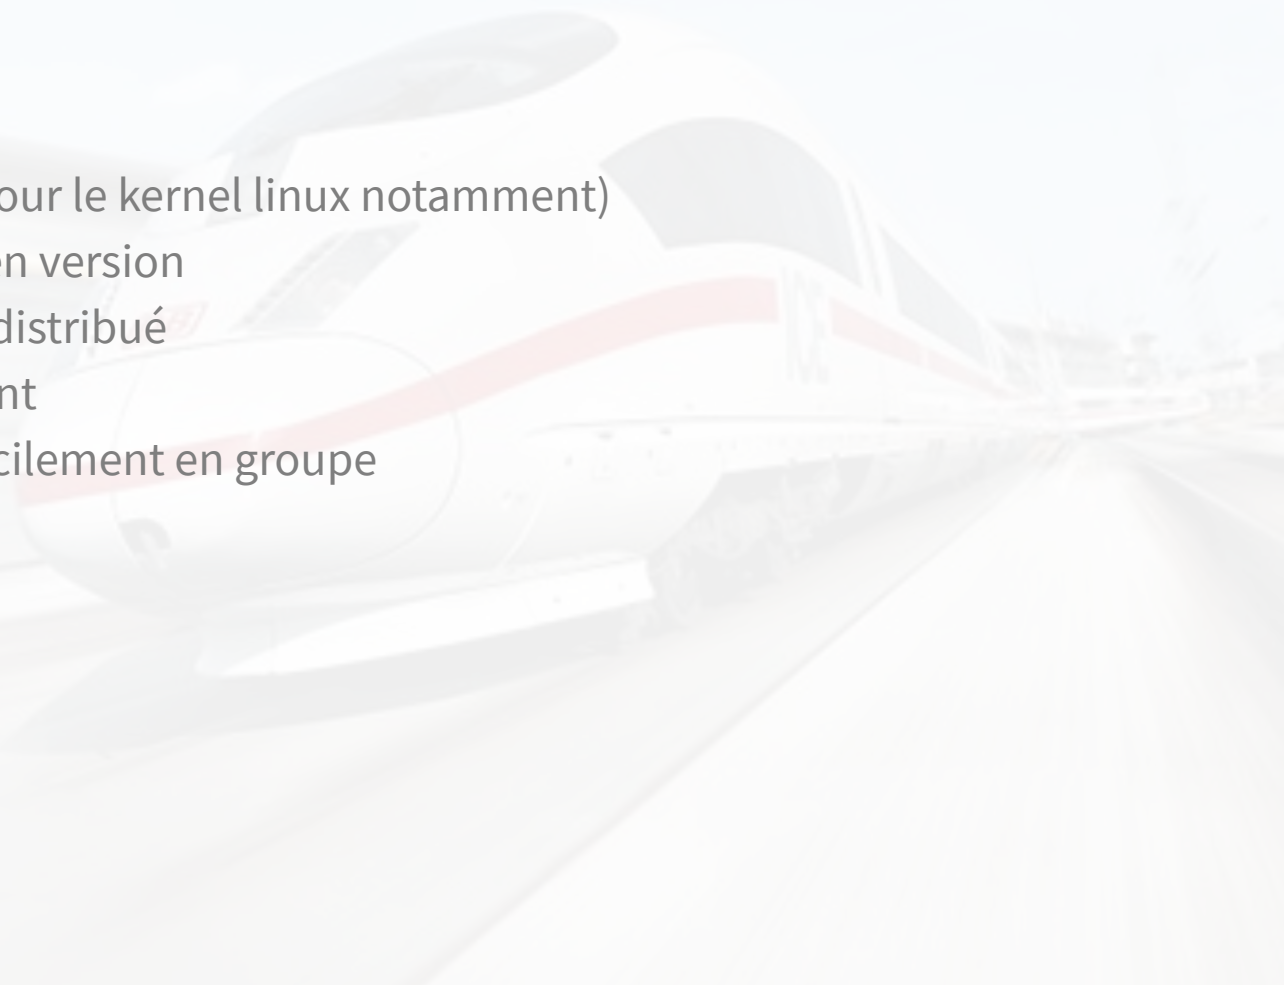 our le kernel linux notamment)
en version
distribué
nt
cilement en groupe